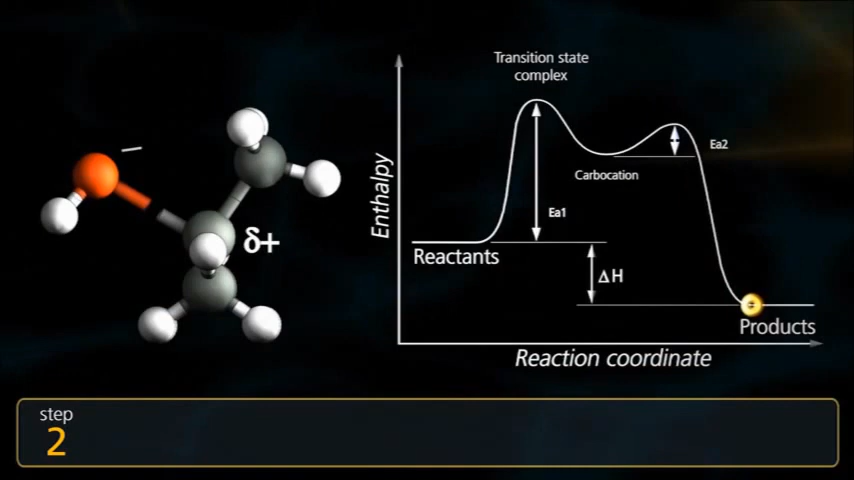 −
δ+
Transition state
complex
Enthalpy
Ea2
Carbocation
Ea1
Reactants
ΔH
Products
Reaction coordinate
step
2